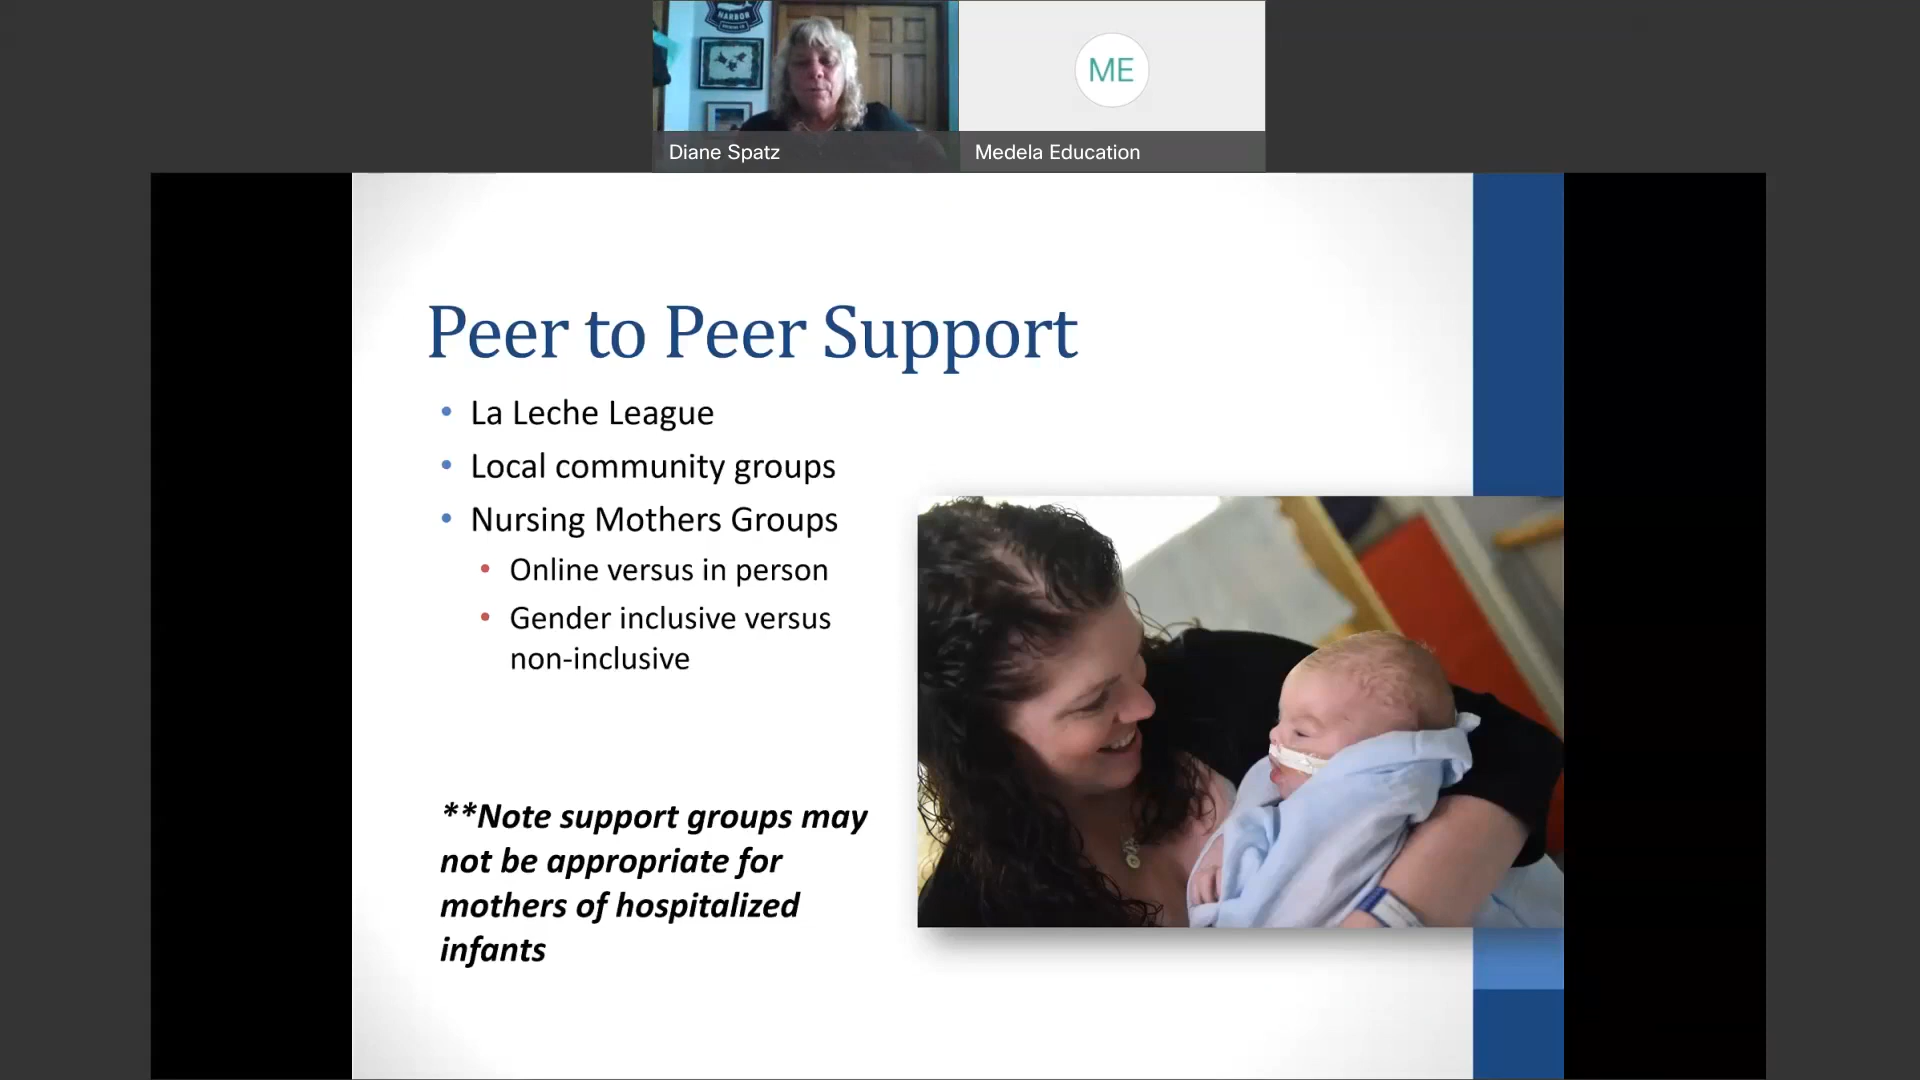 HARBOR
ME
Diane Spatz
Medela Education
Peer to Peer Support
• La Leche League
• Local community groups
• Nursing Mothers Groups
• Online versus in person
• Gender inclusive versus
non-inclusive
**Note support groups may
not be appropriate for
mothers of hospitalized
infants